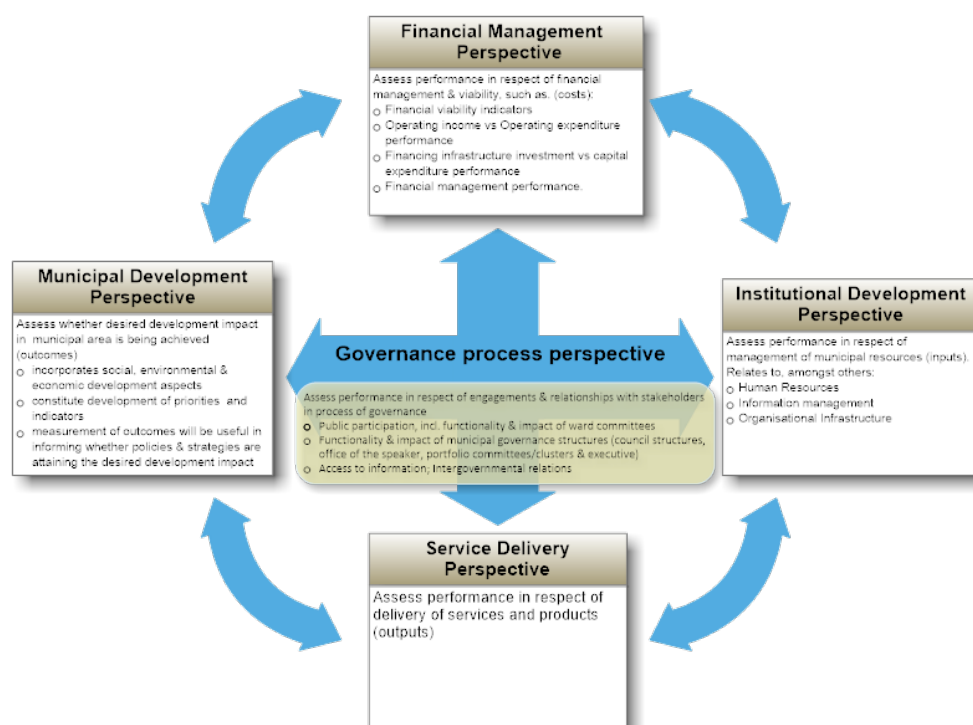 Financial Management
Perspective
Assess performance in respect of financial
management & viability, such as. (costs):
o Financial viability indicators
o Operating income vs Operating expenditure
performance
o Financing infrastructure investment vs capital
expenditure performance
o Financial management performance.
Municipal Development
Perspective
Assess whether desired development impact
in municipal area is being achieved
(outcomes)
o incorporates social, environmental &
economic development aspects
o constitute development of priorities and
indicators
o measurement of outcomes will be useful in
informing whether policies & strategies are
attaining the desired development impact
Governance process perspective
Assess performance in respect of engagements & relationships with stakeholders
in process of governance
o Public participation, incl. functionality & impact of ward committees
o Functionality & impact of municipal governance structures (council structures,
office of the speaker, portfolio committees/clusters & executive)
o Access to information; Intergovernmental relations
Institutional Development
Perspective
Assess performance in respect of
management of municipal resources (inputs).
Relates to, amongst others:
o Human Resources
o Information management
o Organisational Infrastructure
Service Delivery
Perspective
Assess performance in respect of
delivery of services and products
(outputs)